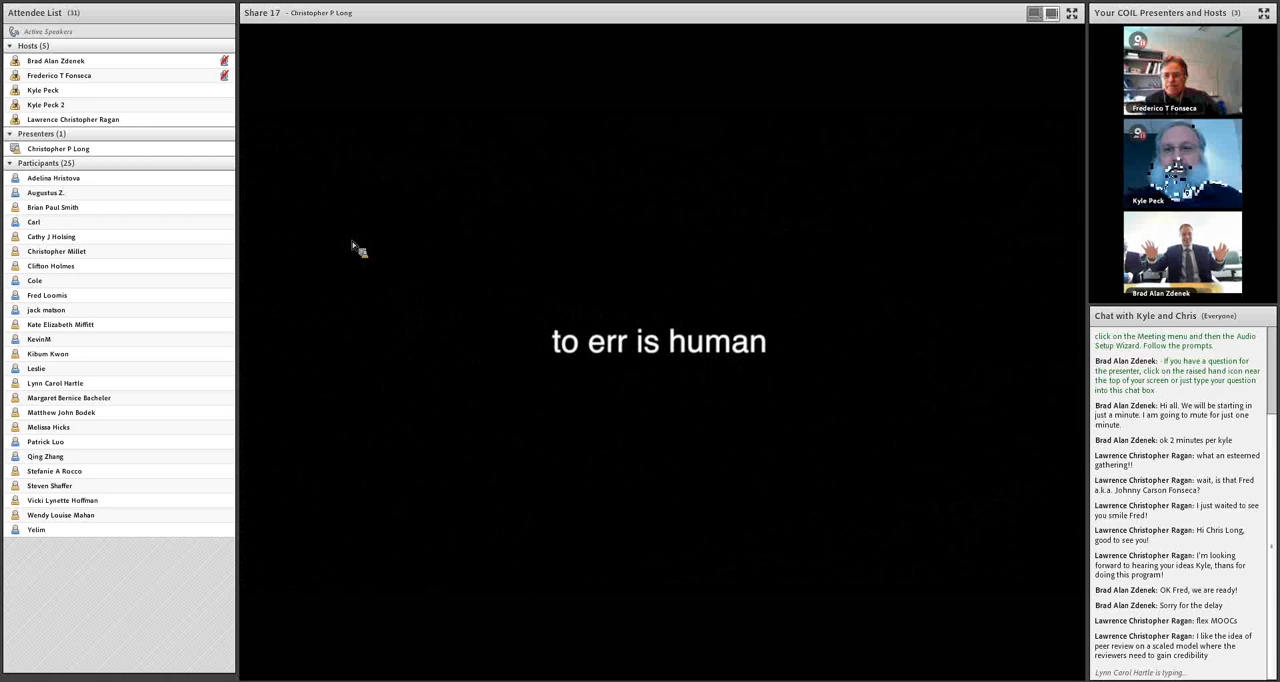 Attendee List (31)
Active Speakers
Hosts (5)
Brad Alan Zdenek
Frederico T Fonseca
Kyle Peck
Kyle Peck 2
Lawrence Christopher Ragan
Presenters (1)
Christopher P Long
Participants (25)
Adelina Hristova
Augustus Z.
Brian Paul Smith
Carl
Cathy J Holsing
Christopher Millet
Clifton Holmes
Cole
Fred Loomis
jack matson
Kate Elizabeth Miffitt
KevinM
Kibum Kwon
Leslie
Lynn Carol Hartle
Margaret Bernice Bacheler
Matthew John Bodek
Melissa Hicks
Patrick Luo
Qing Zhang
Stefanie A Rocco
Steven Shaffer
Vicki Lynette Hoffman
Wendy Louise Mahan
Yelim
Share 17 - Christopher P Long
to err is human
Your COIL Presenters and Hosts (3)
Frederico T Fonseca
Kyle Peck
Brad Alan Zdenek
Chat with Kyle and Chris (Everyone)
click on the Meeting menu and then the Audio
Setup Wizard. Follow the prompts.
Brad Alan Zdenek: - If you have a question for
the presenter, click on the raised hand icon near
the top of your screen or just type your question
into this chat box
Brad Alan Zdenek: Hi all. We will be starting in
just a minute. I am going to mute for just one
minute.
Brad Alan Zdenek: ok 2 minutes per kyle
Lawrence Christopher Ragan: what an esteemed
gathering!!
Lawrence Christopher Ragan: wait, is that Fred
a.k.a. Johnny Carson Fonseca?
Lawrence Christopher Ragan: I just waited to see
you smile Fred!
Lawrence Christopher Ragan: Hi Chris Long,
good to see you!
Lawrence Christopher Ragan: I'm looking
forward to hearing your ideas Kyle, thans for
doing this program!
Brad Alan Zdenek: OK Fred, we are ready!
Brad Alan Zdenek: Sorry for the delay
Lawrence Christopher Ragan: flex MOOCs
Lawrence Christopher Ragan: I like the idea of
peer review on a scaled model where the
reviewers need to gain credibility
Lynn Carol Hartle is typing...